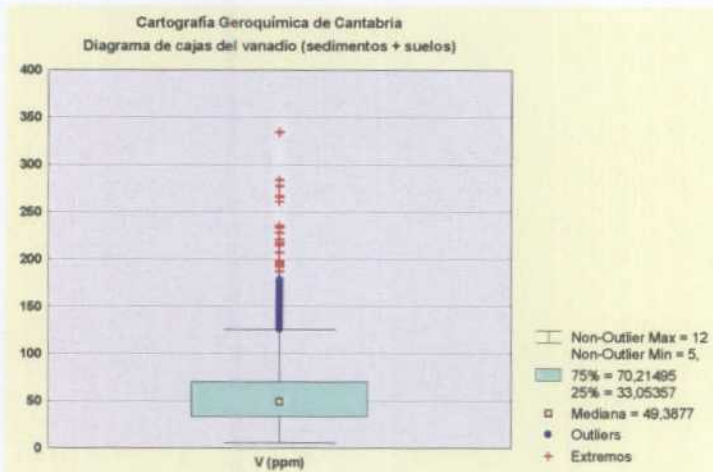 Cartografía Geroquímica de Cantabria
Diagrama de cajas del vanadio (sedimentos + suelos)
400
350
300
250
200
150
100
50
0
V (ppm)
Non-Outlier Max = 12
Non-Outlier Min = 5,
75% = 70,21495
25% = 33,05357
Mediana = 49,3877
Outliers
Extremos